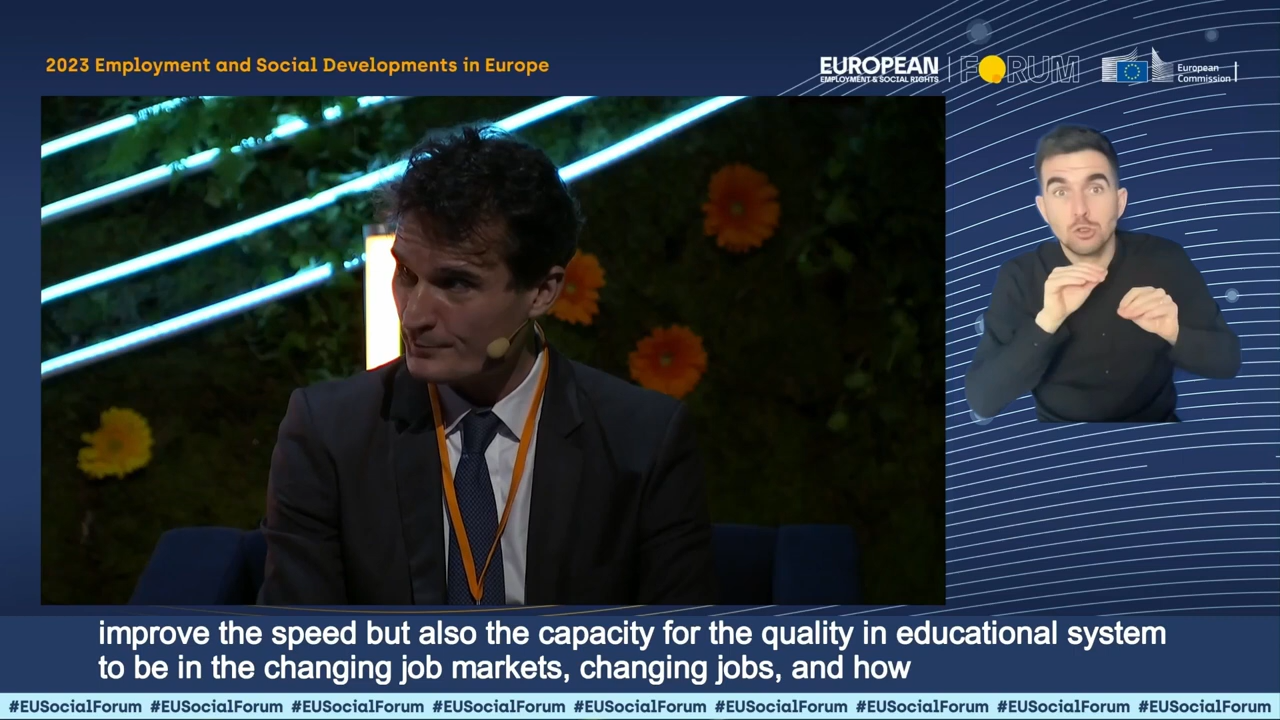 2023 Employment and Social Developments in Europe
EUROPEAN
EMPLOYMENT & SOCIAL RIGHTS
FORUM
European
Commission
improve the speed but also the capacity for the quality in educational system
to be in the changing job markets, changing jobs, and how
#EUSocialForum #EUSocialForum #EUSocialForum #EUSocialForum #EUSocialForum #EUSocialForum #EUSocialForum #EUSocialForum #EUSocialForum